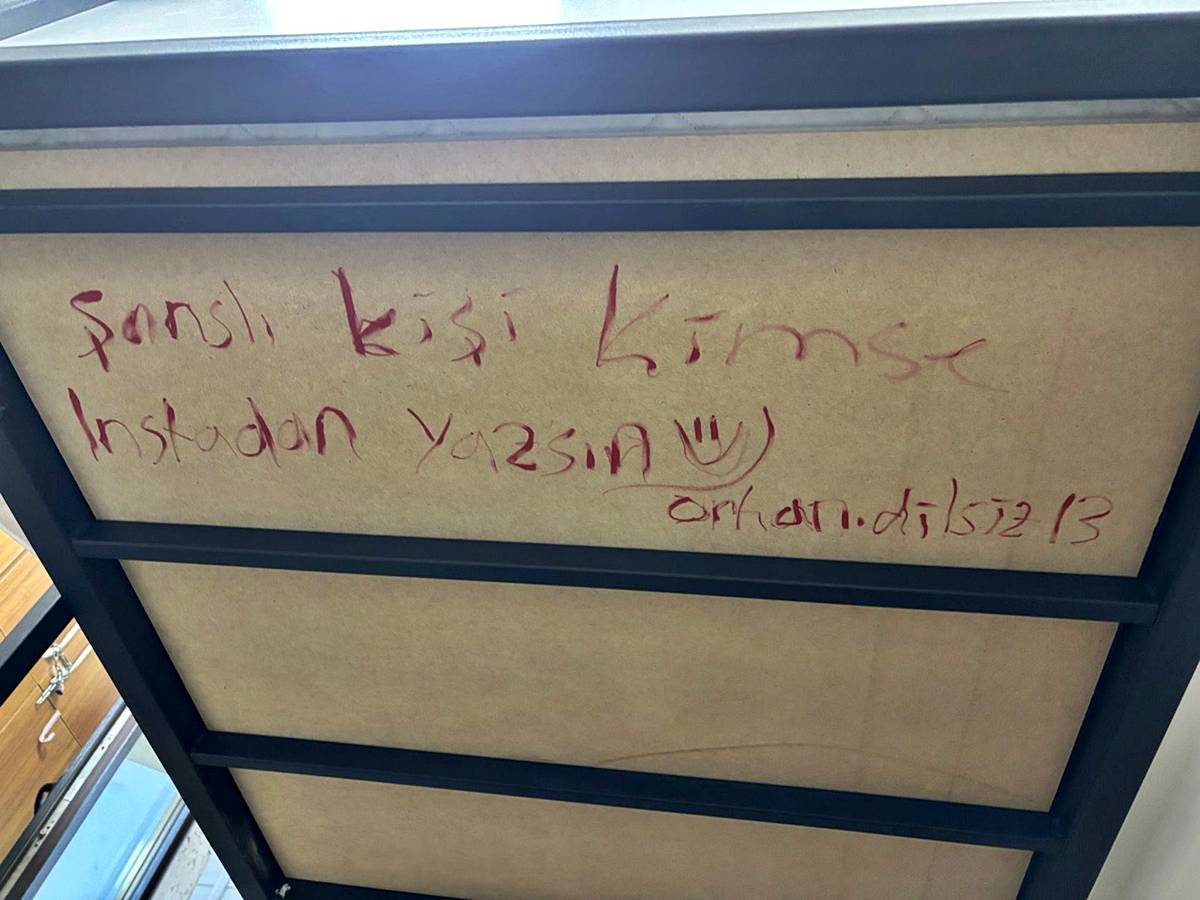 Şanslı kişi kimse
Instadan yazsın
orhan.dilsiz13